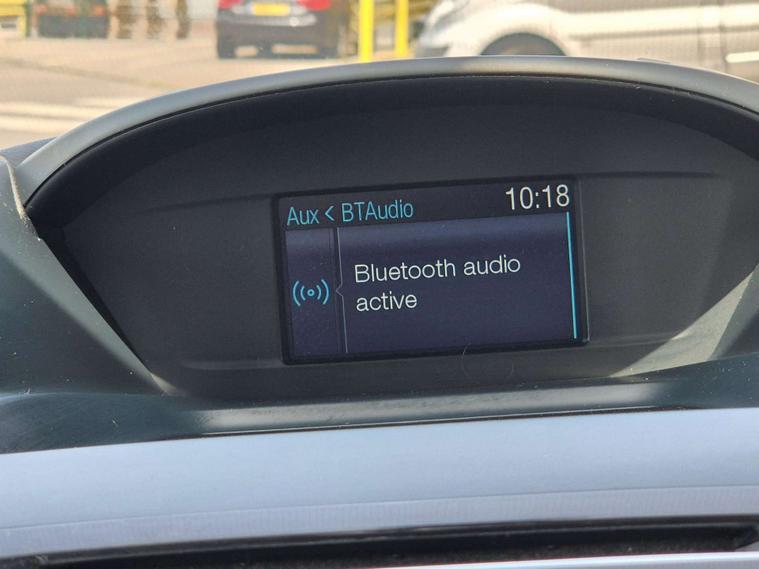 Aux < BTAudio 10:18
Bluetooth audio
active